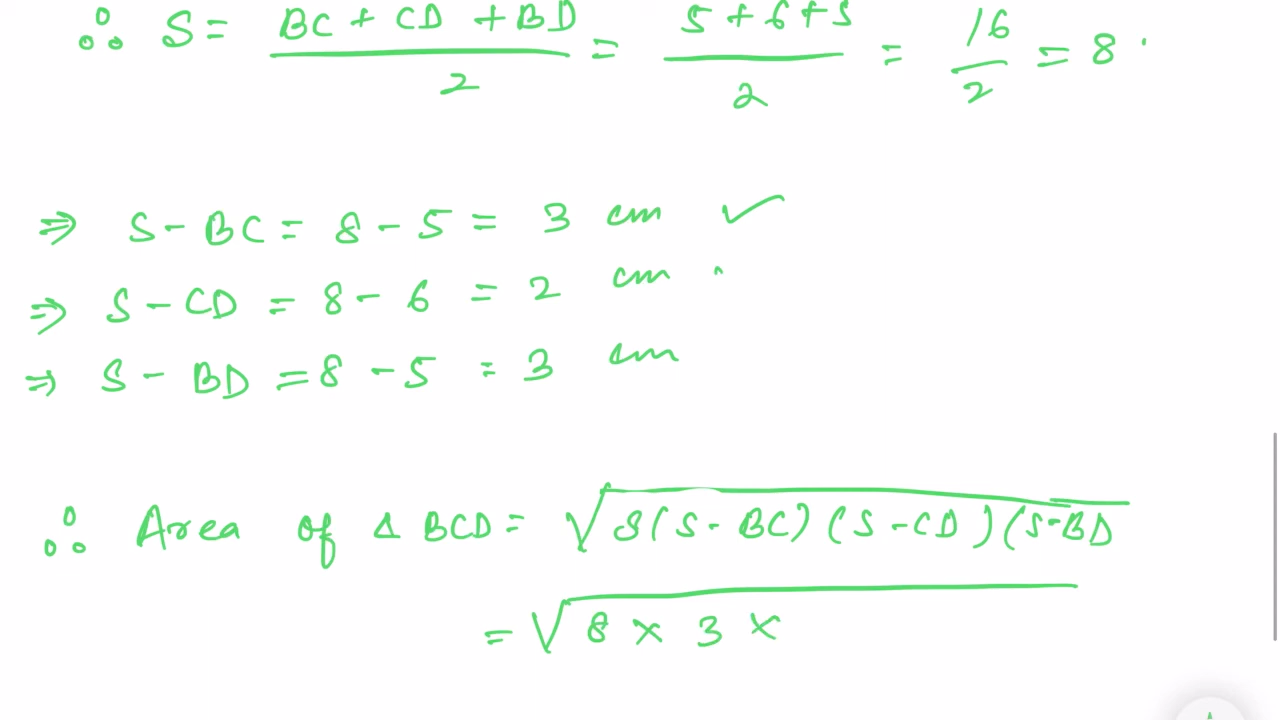 ∴ S = BC + CD + BD / 2 = 5 + 6 + 5 / 2 = 16 / 2 = 8
⇒ S - BC = 8 - 5 = 3 cm ✓
⇒ S - CD = 8 - 6 = 2 cm
⇒ S - BD = 8 - 5 = 3 cm
∴ Area of Δ BCD = √S(S - BC) (S - CD) (S - BD
= √8 × 3 ×